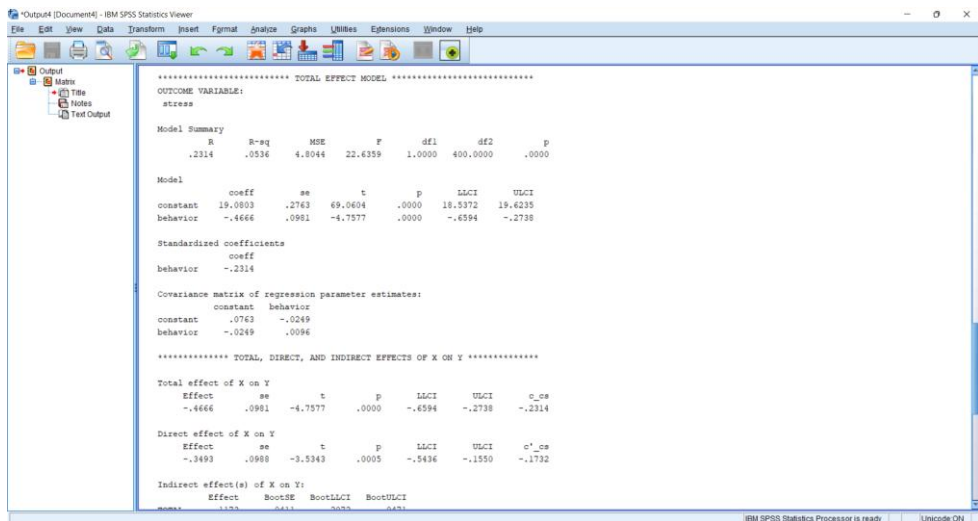 *Output4 [Document4] - IBM SPSS Statistics Viewer
File Edit View Data Transform Insert Format Analyze Graphs Utilities Extensions Window Help
Output
Matrix
Title
Notes
Text Output
************************** TOTAL EFFECT MODEL ****************************
OUTCOME VARIABLE:
stress
Model Summary
R R-sq MSE F df1 df2 p
.2314 .0536 4.8044 22.6359 1.0000 400.0000 .0000
Model
coeff se t p LLCI ULCI
constant 19.0803 .2763 69.0604 .0000 18.5372 19.6235
behavior -.4666 .0981 -4.7577 .0000 -.6594 -.2738
Standardized coefficients
coeff
behavior -.2314
Covariance matrix of regression parameter estimates:
constant behavior
constant .0763 -.0249
behavior -.0249 .0096
************** TOTAL, DIRECT, AND INDIRECT EFFECTS OF X ON Y **************
Total effect of X on Y
Effect se t p LLCI ULCI c_cs
-.4666 .0981 -4.7577 .0000 -.6594 -.2738 -.2314
Direct effect of X on Y
Effect se t p LLCI ULCI c'_cs
-.3493 .0988 -3.5343 .0005 -.5436 -.1550 -.1732
Indirect effect(s) of X on Y:
Effect BootSE BootLLCI BootULCI
IBM SPSS Statistics Processor is ready Unicode:ON